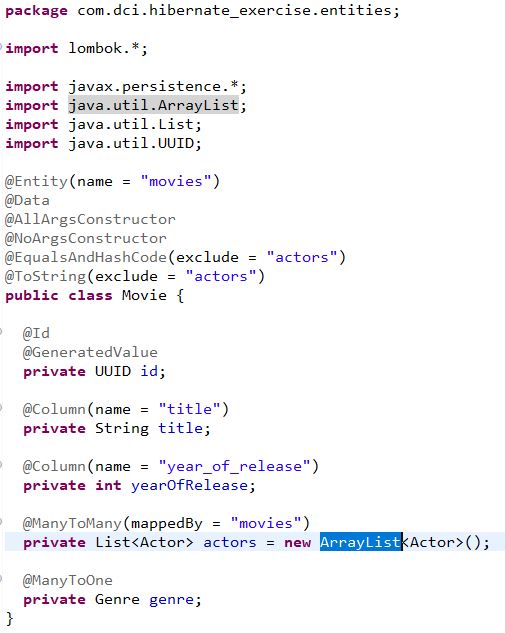 package com.dci.hibernate_exercise.entities;
import lombok.*;
import javax.persistence.*;
import java.util.ArrayList;
import java.util.List;
import java.util.UUID;
@Entity(name = "movies")
@Data
@AllArgsConstructor
@NoArgsConstructor
@EqualsAndHashCode(exclude = "actors")
@ToString(exclude = "actors")
public class Movie {
@Id
@GeneratedValue
private UUID id;
@Column(name = "title")
private String title;
@Column(name = "year_of_release")
private int yearOfRelease;
@ManyToMany(mappedBy = "movies")
private List<Actor> actors = new ArrayList<Actor>();
@ManyToOne
private Genre genre;
}